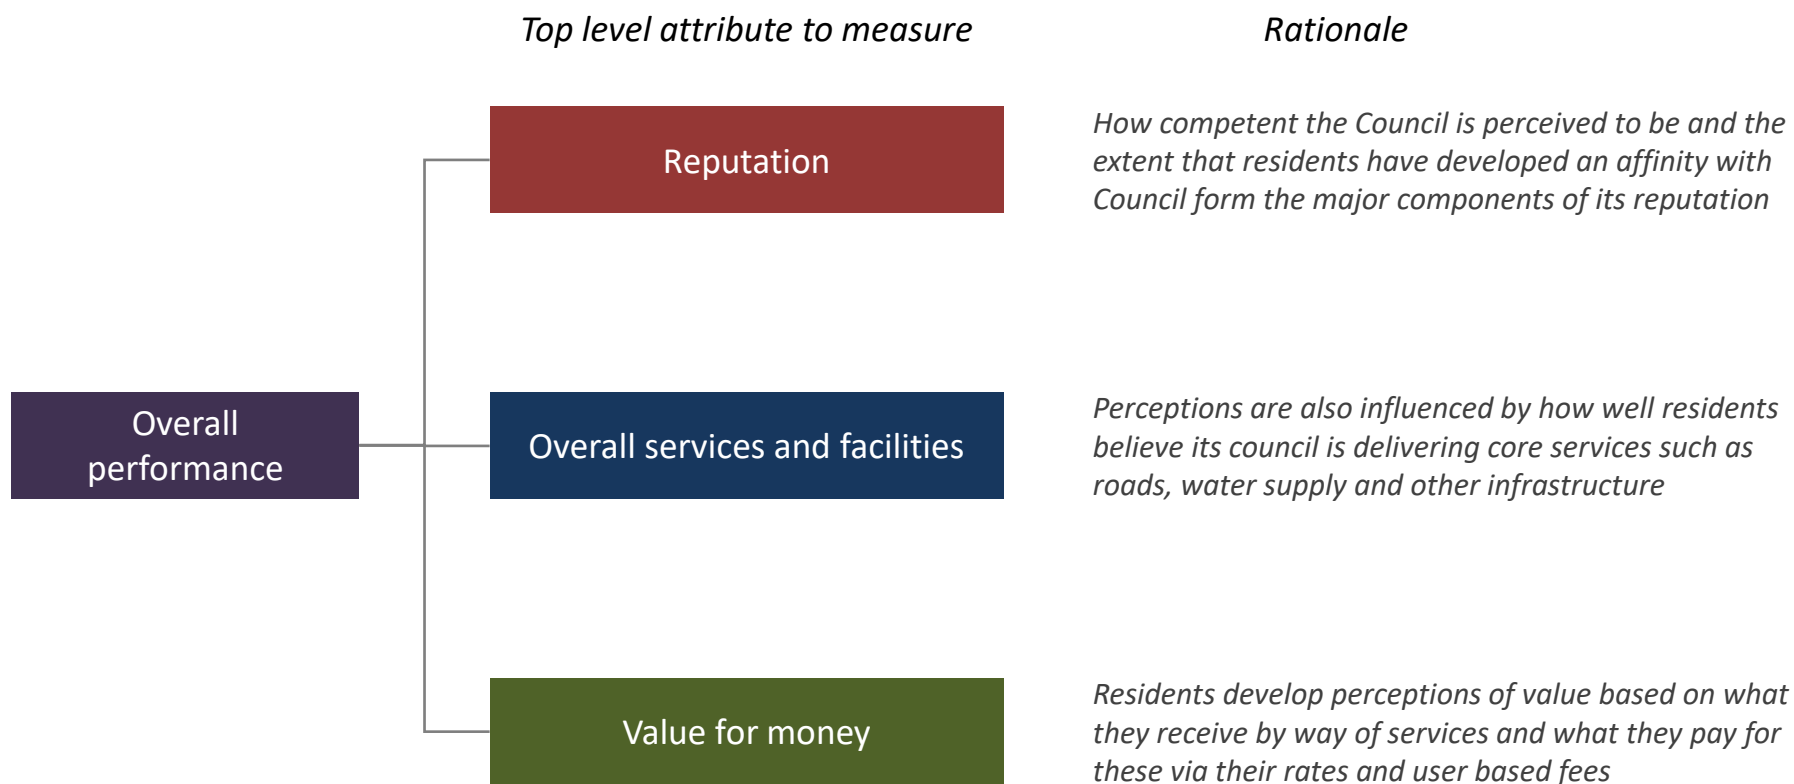 Top level attribute to measure
Rationale
Reputation
How competent the Council is perceived to be and the
extent that residents have developed an affinity with
Council form the major components of its reputation
Overall
performance
Overall services and facilities
Perceptions are also influenced by how well residents
believe its council is delivering core services such as
roads, water supply and other infrastructure
Value for money
Residents develop perceptions of value based on what
they receive by way of services and what they pay for
these via their rates and user based fees